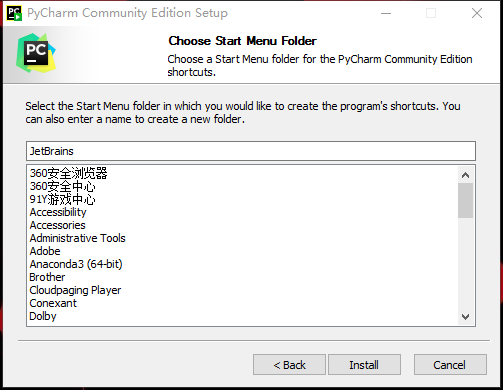 PC PyCharm Community Edition Setup
PC
Choose Start Menu Folder
Choose a Start Menu folder for the PyCharm Community Edition
shortcuts.
Select the Start Menu folder in which you would like to create the program's shortcuts. You
can also enter a name to create a new folder.
JetBrains
360安全浏览器
360安全中心
91Y游戏中心
Accessibility
Accessories
Administrative Tools
Adobe
Anaconda3 (64-bit)
Brother
Cloudpaging Player
Conexant
Dolby
< Back
Install
Cancel